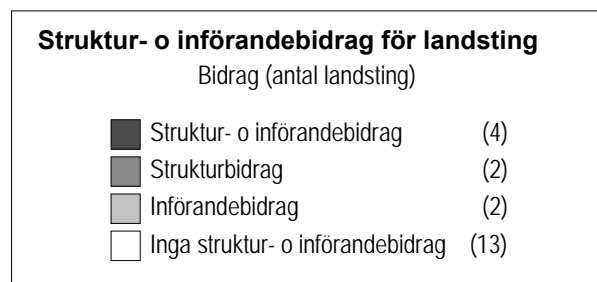 Struktur- o införandebidrag för landsting
Bidrag (antal landsting)
Struktur- o införandebidrag (4)
Strukturbidrag (2)
Införandebidrag (2)
Inga struktur- o införandebidrag (13)